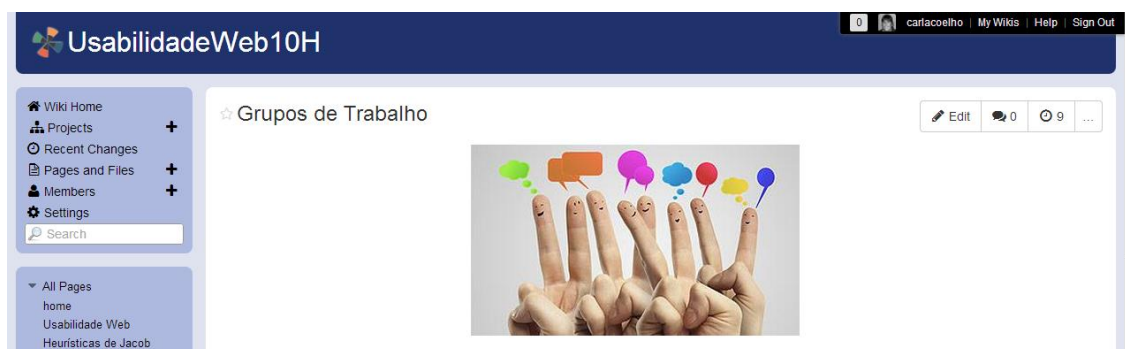 0 carlacoelho | My Wikis | Help | Sign Out
UsabilidadeWeb10H
Wiki Home
Projects +
Recent Changes
Pages and Files +
Members +
Settings
Search
All Pages
home
Usabilidade Web
Heurísticas de Jacob
Grupos de Trabalho
Edit 0 9 ...